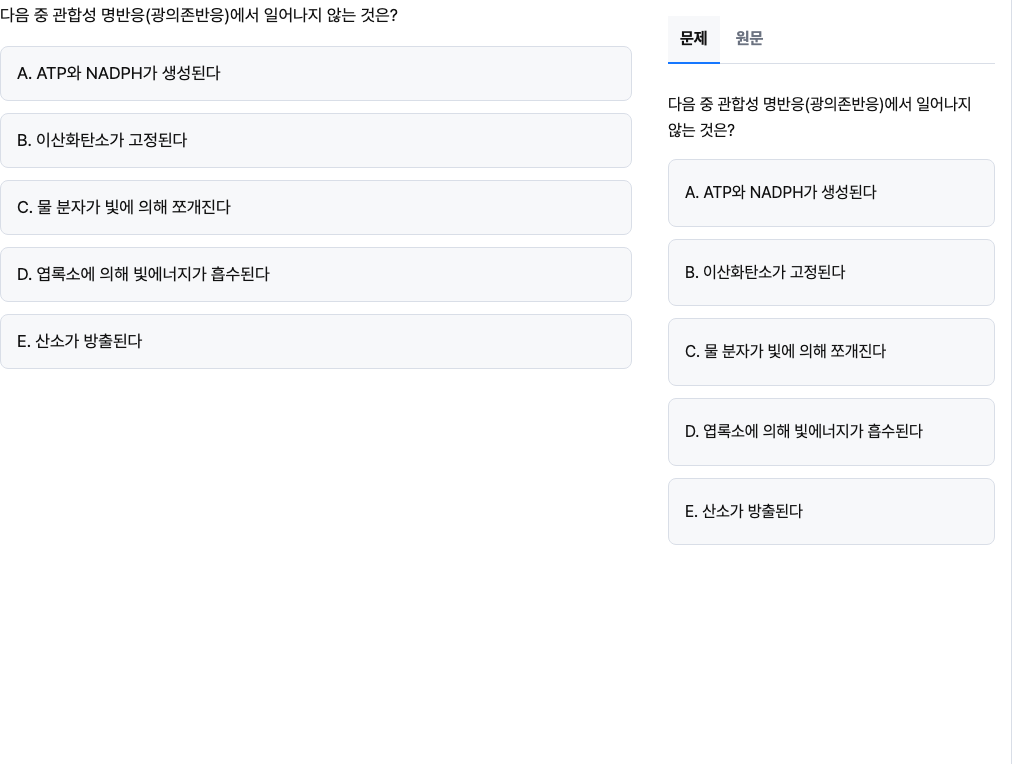 다음 중 관합성 명반응(광의존반응)에서 일어나지 않는 것은?
A. ATP와 NADPH가 생성된다
B. 이산화탄소가 고정된다
C. 물 분자가 빛에 의해 쪼개진다
D. 엽록소에 의해 빛에너지가 흡수된다
E. 산소가 방출된다
문제 원문
다음 중 관합성 명반응(광의존반응)에서 일어나지
않는 것은?
A. ATP와 NADPH가 생성된다
B. 이산화탄소가 고정된다
C. 물 분자가 빛에 의해 쪼개진다
D. 엽록소에 의해 빛에너지가 흡수된다
E. 산소가 방출된다